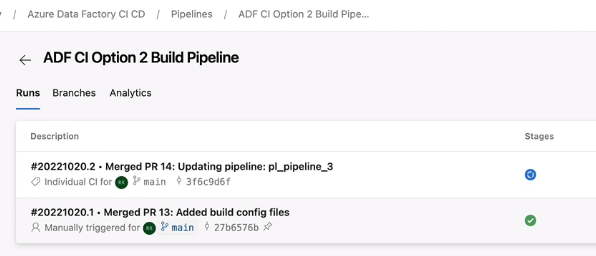 / Azure Data Factory CI CD / Pipelines / ADF CI Option 2 Build Pipe...
ADF CI Option 2 Build Pipeline
Runs Branches Analytics
Description Stages
#20221020.2 • Merged PR 14: Updating pipeline: pl_pipeline_3
Individual CI for main 3f6c9d6f
#20221020.1 • Merged PR 13: Added build config files
Manually triggered for main 27b6576b